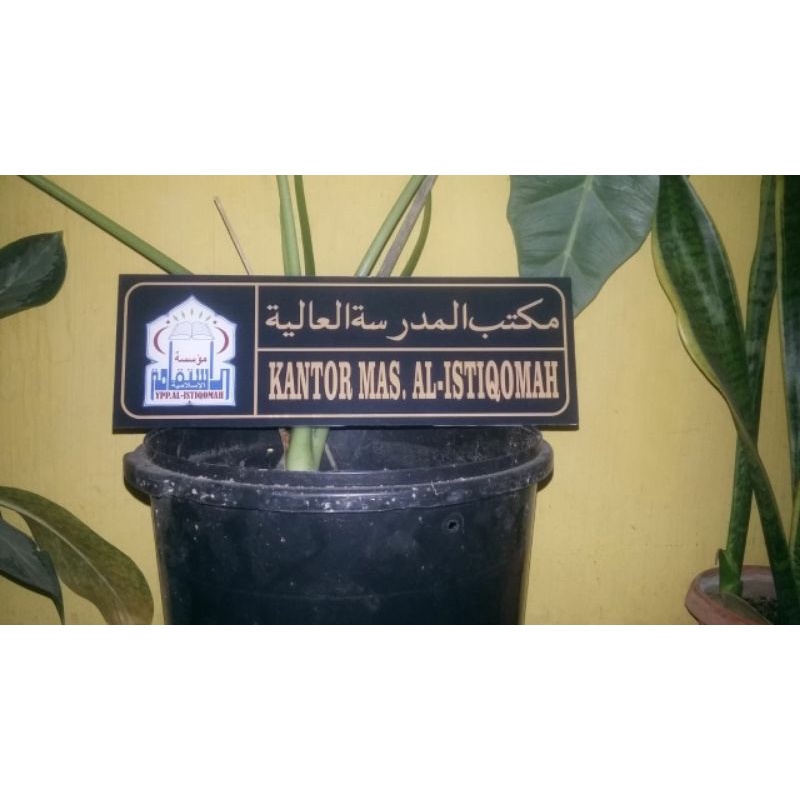 مكتب المدرسة العالية
KANTOR MAS. AL-ISTIQOMAH
مؤسسة
الاستقامة
الإسلامية
YPP.AL-ISTIQOMAH